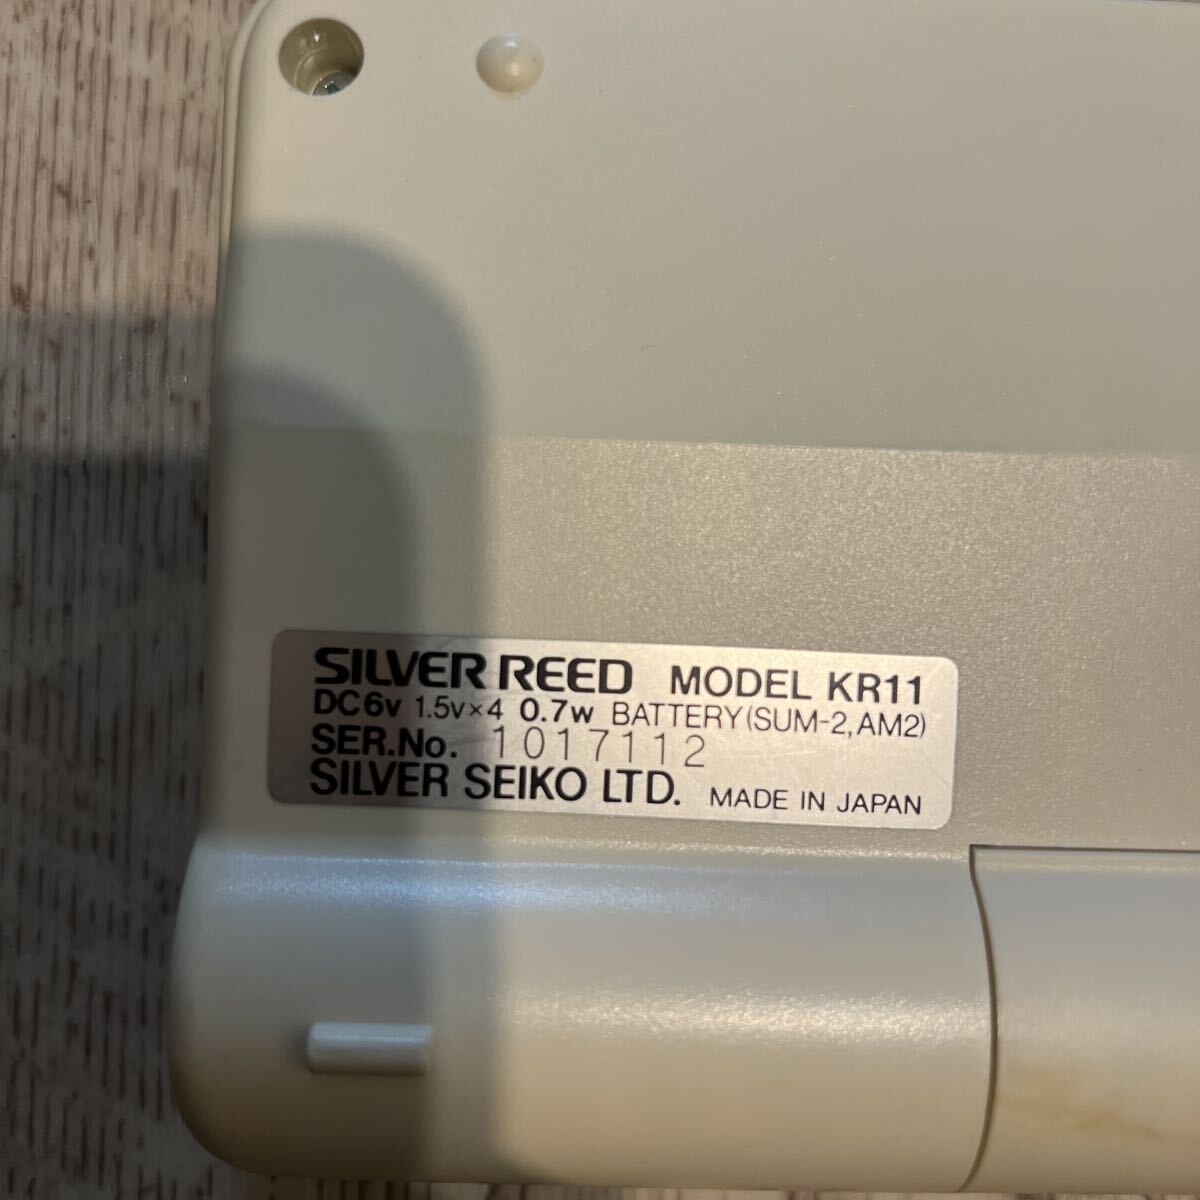 SILVER REED MODEL KR11
DC6v 1.5v×4 0.7w BATTERY(SUM-2,AM2)
SER.No. 1017112
SILVER SEIKO LTD. MADE IN JAPAN